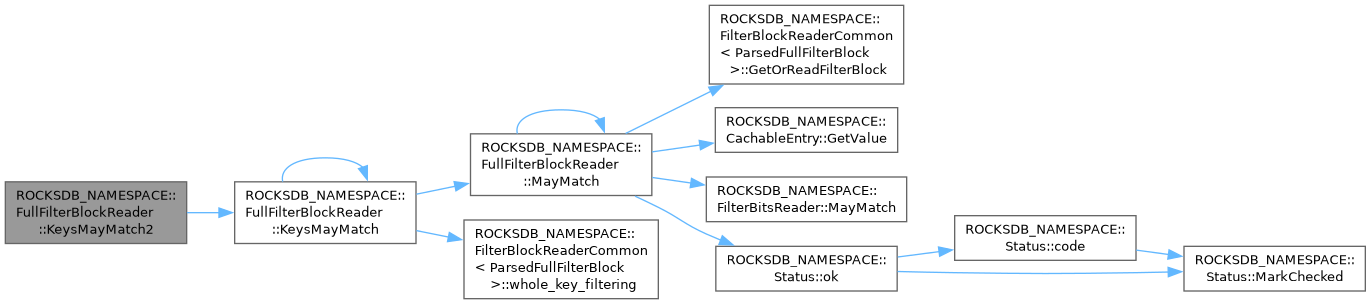 ROCKSDB_NAMESPACE::
FullFilterBlockReader
::KeysMayMatch2
ROCKSDB_NAMESPACE::
FullFilterBlockReader
::KeysMayMatch
ROCKSDB_NAMESPACE::
FullFilterBlockReader
::MayMatch
ROCKSDB_NAMESPACE::
FilterBlockReaderCommon
< ParsedFullFilterBlock
>::whole_key_filtering
ROCKSDB_NAMESPACE::
FilterBlockReaderCommon
< ParsedFullFilterBlock
>::GetOrReadFilterBlock
ROCKSDB_NAMESPACE::
CachableEntry::GetValue
ROCKSDB_NAMESPACE::
FilterBitsReader::MayMatch
ROCKSDB_NAMESPACE::
Status::ok
ROCKSDB_NAMESPACE::
Status::code
ROCKSDB_NAMESPACE::
Status::MarkChecked